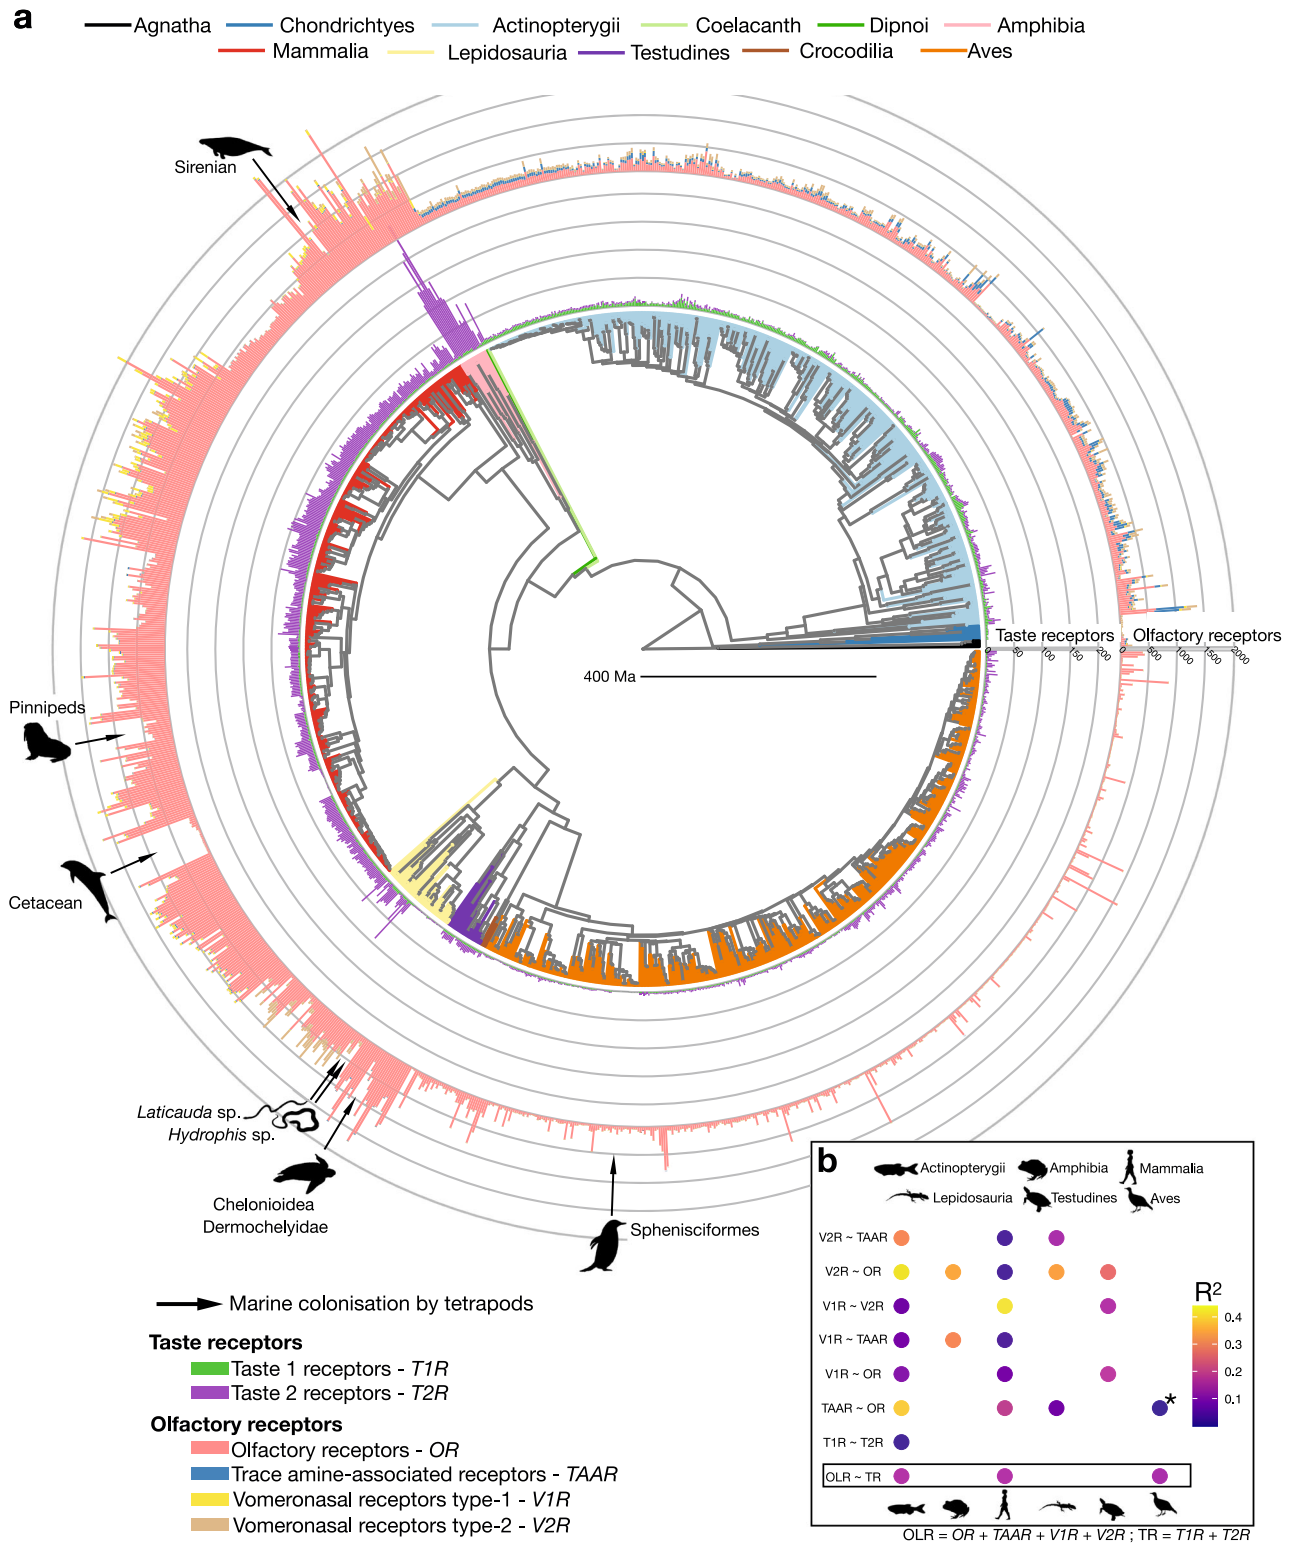 a
Agnatha Chondrichtyes Actinopterygii Coelacanth Dipnoi Amphibia
Mammalia Lepidosauria Testudines Crocodilia Aves
Sirenian
Taste receptors Olfactory receptors
0 50 100 150 200 0 500 1000 1500 2000
400 Ma
Pinnipeds
Cetacean
Laticauda sp.
Hydrophis sp.
Chelonioidea
Dermochelyidae
Sphenisciformes
Marine colonisation by tetrapods
Taste receptors
Taste 1 receptors - T1R
Taste 2 receptors - T2R
Olfactory receptors
Olfactory receptors - OR
Trace amine-associated receptors - TAAR
Vomeronasal receptors type-1 - V1R
Vomeronasal receptors type-2 - V2R
b
Actinopterygii Amphibia Mammalia
Lepidosauria Testudines Aves
V2R ~ TAAR
V2R ~ OR
V1R ~ V2R
V1R ~ TAAR
V1R ~ OR
TAAR ~ OR *
T1R ~ T2R
OLR ~ TR
R²
0.4
0.3
0.2
0.1
OLR = OR + TAAR + V1R + V2R ; TR = T1R + T2R